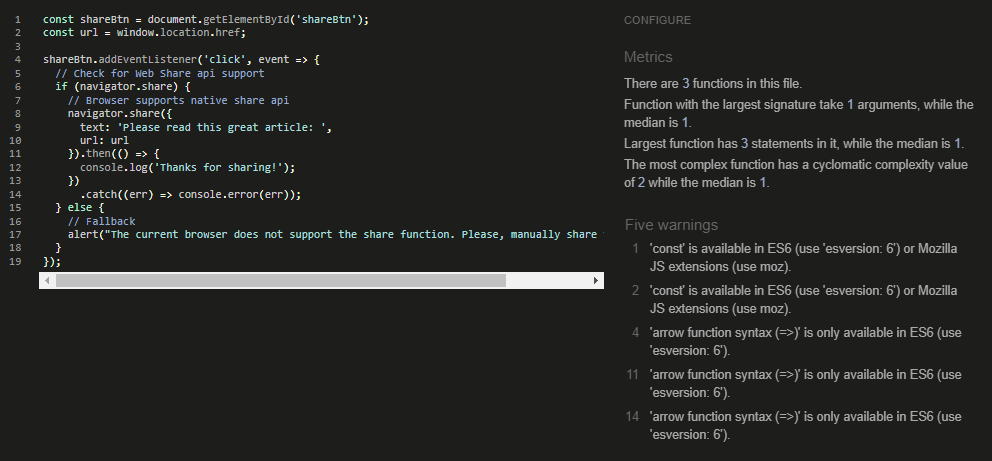 1 const shareBtn = document.getElementById('shareBtn');
2 const url = window.location.href;
3
4 shareBtn.addEventListener('click', event => {
5   // Check for Web Share api support
6   if (navigator.share) {
7     // Browser supports native share api
8     navigator.share({
9       text: 'Please read this great article: ',
10       url: url
11     }).then(() => {
12       console.log('Thanks for sharing!');
13     })
14       .catch((err) => console.error(err));
15   } else {
16     // Fallback
17     alert("The current browser does not support the share function. Please, manually share
18   }
19 });
CONFIGURE
Metrics
There are 3 functions in this file.
Function with the largest signature take 1 arguments, while the
median is 1.
Largest function has 3 statements in it, while the median is 1.
The most complex function has a cyclomatic complexity value
of 2 while the median is 1.
Five warnings
1 'const' is available in ES6 (use 'esversion: 6') or Mozilla
JS extensions (use moz).
2 'const' is available in ES6 (use 'esversion: 6') or Mozilla
JS extensions (use moz).
4 'arrow function syntax (=>)' is only available in ES6 (use
'esversion: 6').
11 'arrow function syntax (=>)' is only available in ES6 (use
'esversion: 6').
14 'arrow function syntax (=>)' is only available in ES6 (use
'esversion: 6').